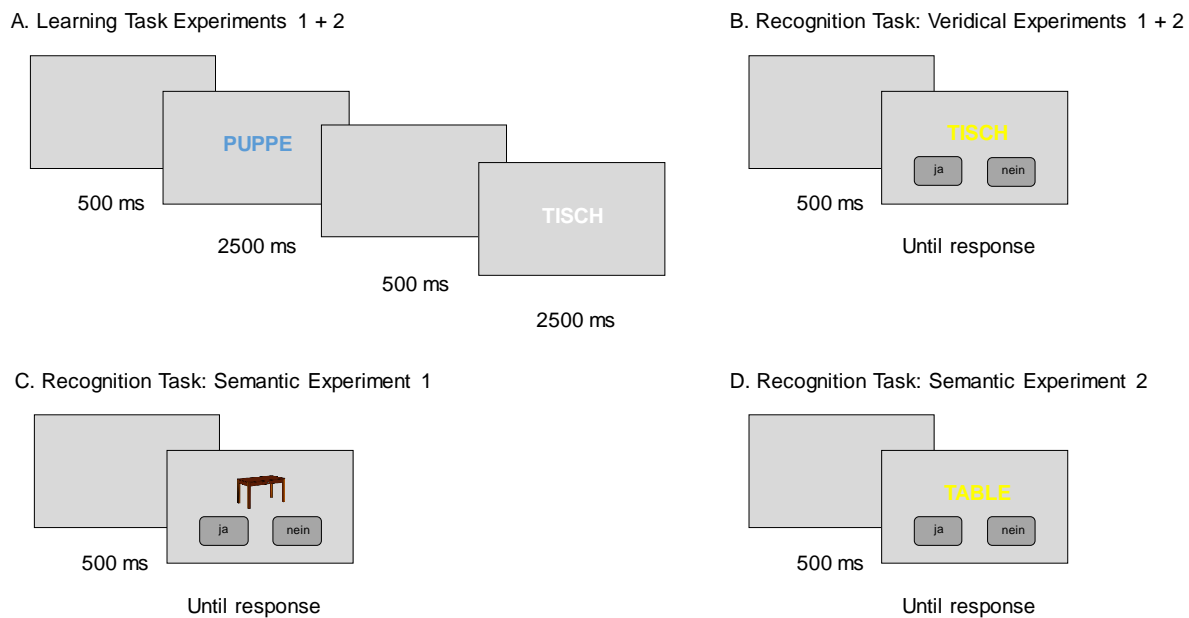 A. Learning Task Experiments 1 + 2
PUPPE
TISCH
500 ms
2500 ms
500 ms
2500 ms
B. Recognition Task: Veridical Experiments 1 + 2
TISCH
ja nein
500 ms
Until response
C. Recognition Task: Semantic Experiment 1
ja nein
500 ms
Until response
D. Recognition Task: Semantic Experiment 2
TABLE
ja nein
500 ms
Until response